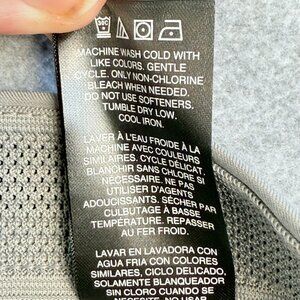 MACHINE WASH COLD WITH
LIKE COLORS. GENTLE
CYCLE. ONLY NON-CHLORINE
BLEACH WHEN NEEDED.
DO NOT USE SOFTENERS.
TUMBLE DRY LOW.
COOL IRON.
LAVER À L'EAU FROIDE À LA
MACHINE AVEC COULEURS
SIMILAIRES. CYCLE DÉLICAT.
BLANCHIR SANS CHLORE SI
NÉCESSAIRE. NE PAS
UTILISER D'AGENTS
ADOUCISSANTS. SÉCHER PAR
CULBUTAGE À BASSE
TEMPÉRATURE. REPASSER
AU FER FROID.
LAVAR EN LAVADORA CON
AGUA FRIA CON COLORES
SIMILARES, CICLO DELICADO.
SOLAMENTE BLANQUEADOR
SIN CLORO CUANDO SE
NECESITE. NO USAR